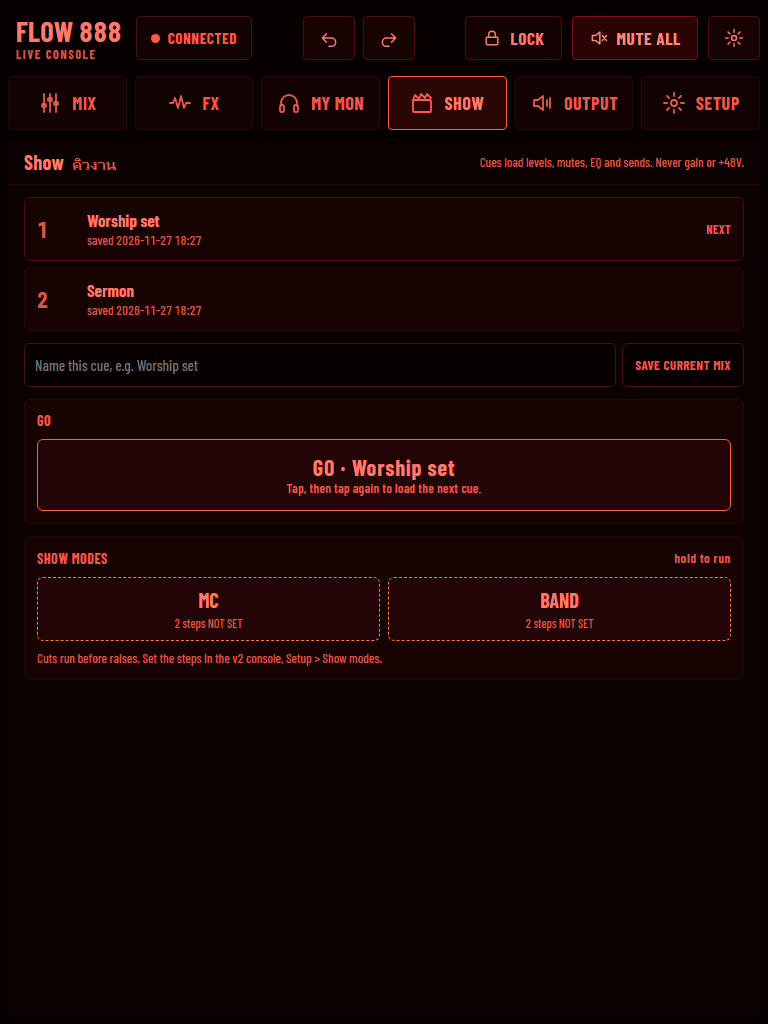 FLOW 888
LIVE CONSOLE
CONNECTED
LOCK
MUTE ALL
MIX
FX
MY MON
SHOW
OUTPUT
SETUP
Show คิวงาน
Cues load levels, mutes, EQ and sends. Never gain or +48V.
1
Worship set
saved 2026-11-27 18:27
NEXT
2
Sermon
saved 2026-11-27 18:27
Name this cue, e.g. Worship set
SAVE CURRENT MIX
GO
GO · Worship set
Tap, then tap again to load the next cue.
SHOW MODES
hold to run
MC
2 steps NOT SET
BAND
2 steps NOT SET
Cuts run before raises. Set the steps in the v2 console, Setup > Show modes.